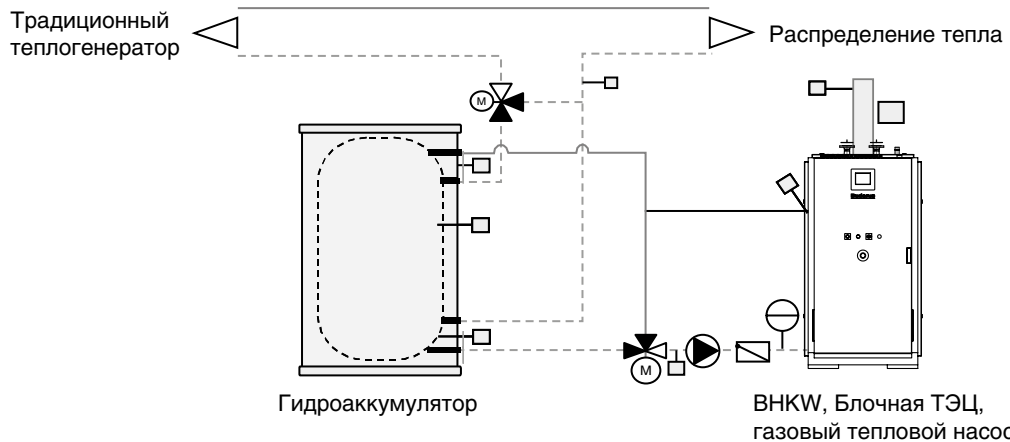 Традиционный
теплогенератор
Распределение тепла
M
M
Гидроаккумулятор
BHKW, Блочная ТЭЦ,
газовый тепловой насос